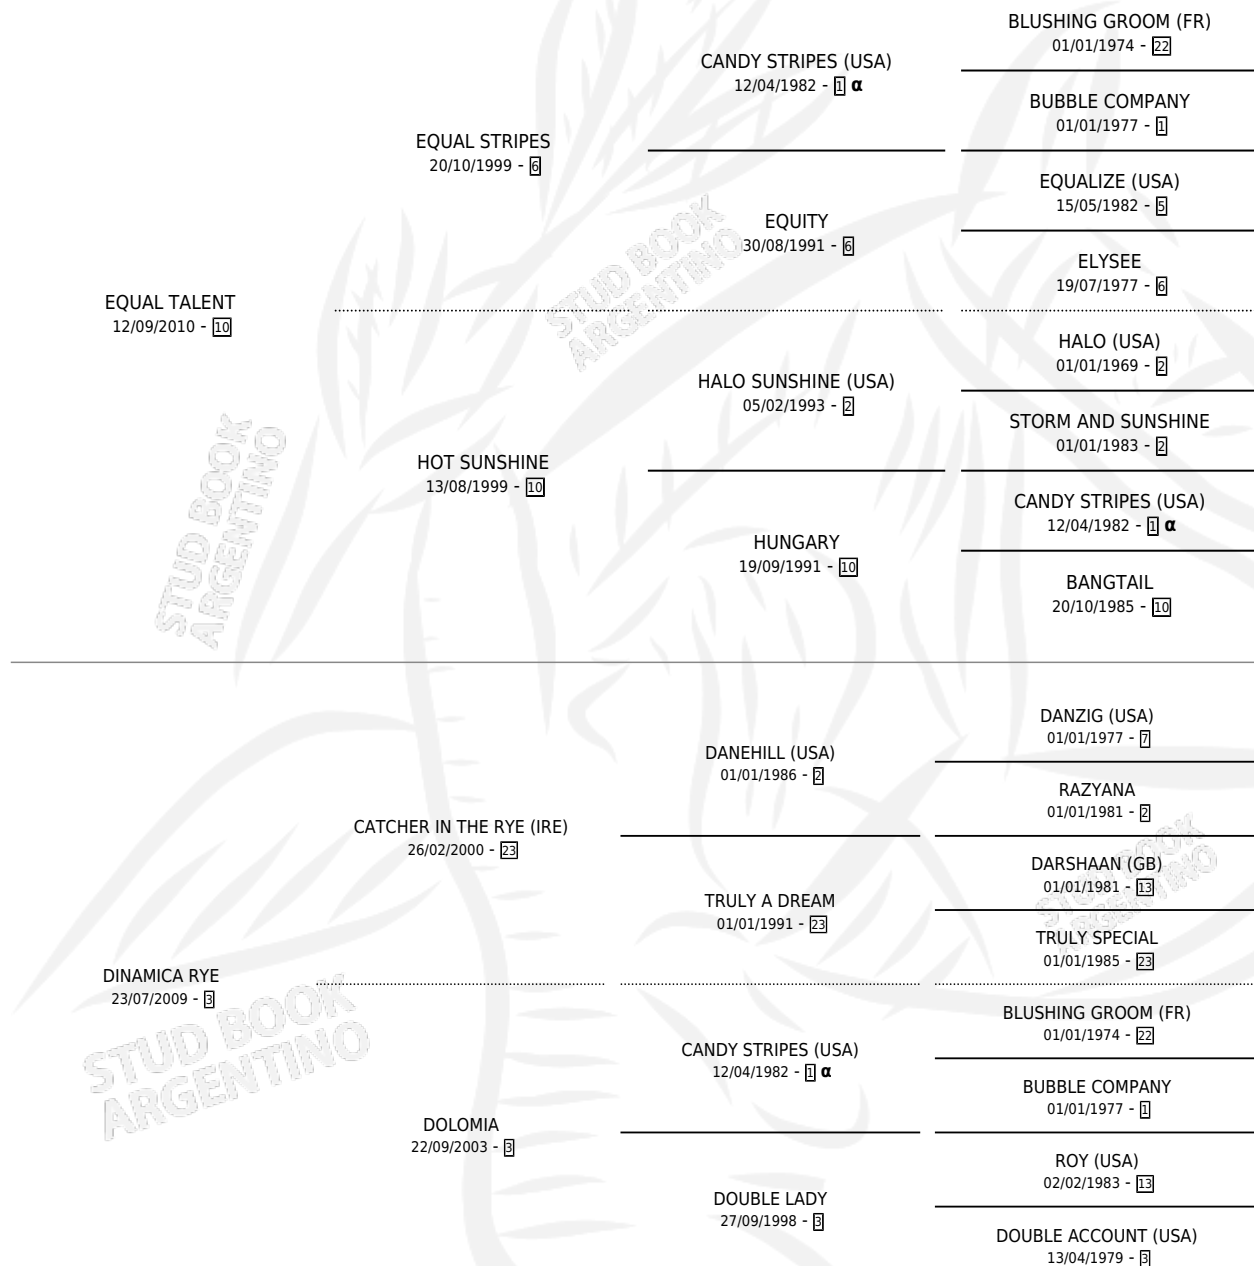 BLUSHING GROOM (FR)
01/01/1974 - 22
CANDY STRIPES (USA)
12/04/1982 - 1 α
BUBBLE COMPANY
01/01/1977 - 1
EQUAL STRIPES
20/10/1999 - 6
EQUALIZE (USA)
15/05/1982 - 5
EQUITY
30/08/1991 - 6
ELYSEE
19/07/1977 - 6
EQUAL TALENT
12/09/2010 - 10
HALO (USA)
01/01/1969 - 2
HALO SUNSHINE (USA)
05/02/1993 - 2
STORM AND SUNSHINE
01/01/1983 - 2
HOT SUNSHINE
13/08/1999 - 10
CANDY STRIPES (USA)
12/04/1982 - 1 α
HUNGARY
19/09/1991 - 10
BANGTAIL
20/10/1985 - 10
DANZIG (USA)
01/01/1977 - 7
DANEHILL (USA)
01/01/1986 - 2
RAZYANA
01/01/1981 - 2
CATCHER IN THE RYE (IRE)
26/02/2000 - 23
DARSHAAN (GB)
01/01/1981 - 13
TRULY A DREAM
01/01/1991 - 23
TRULY SPECIAL
01/01/1985 - 23
DINAMICA RYE
23/07/2009 - 3
BLUSHING GROOM (FR)
01/01/1974 - 22
CANDY STRIPES (USA)
12/04/1982 - 1 α
BUBBLE COMPANY
01/01/1977 - 1
DOLOMIA
22/09/2003 - 3
ROY (USA)
02/02/1983 - 13
DOUBLE LADY
27/09/1998 - 3
DOUBLE ACCOUNT (USA)
13/04/1979 - 3
STUD BOOK
ARGENTINO
STUD BOOK
ARGENTINO
STUD BOOK
ARGENTINO
STUD BOOK
ARGENTINO